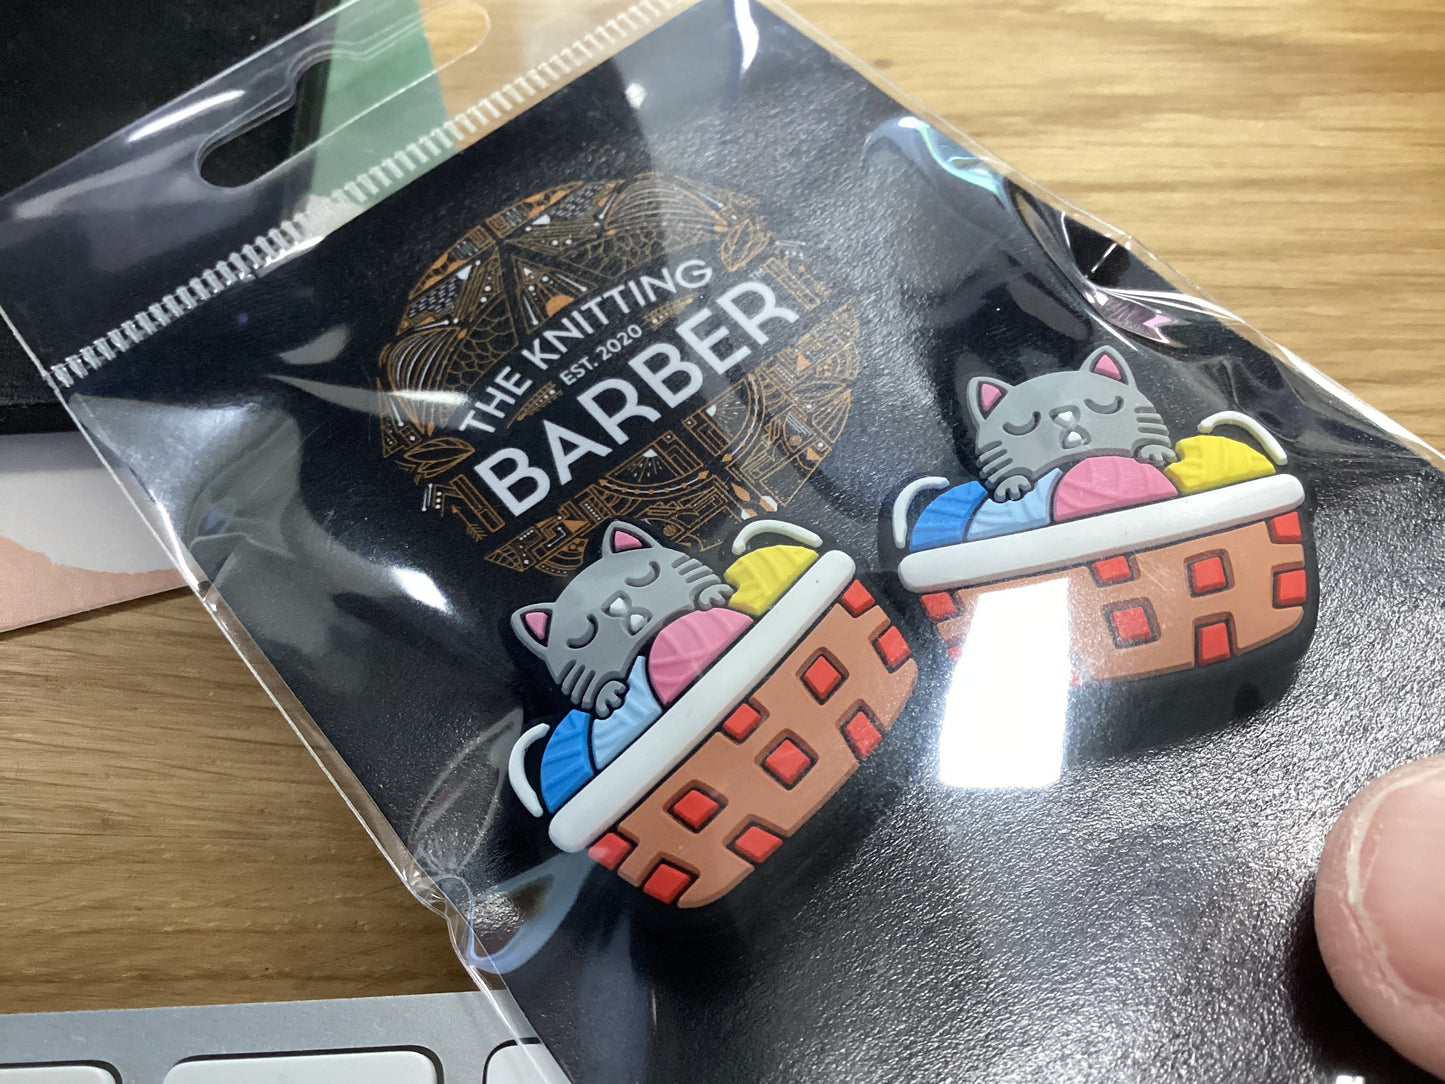 THE KNITTING
EST. 2020
BARBER